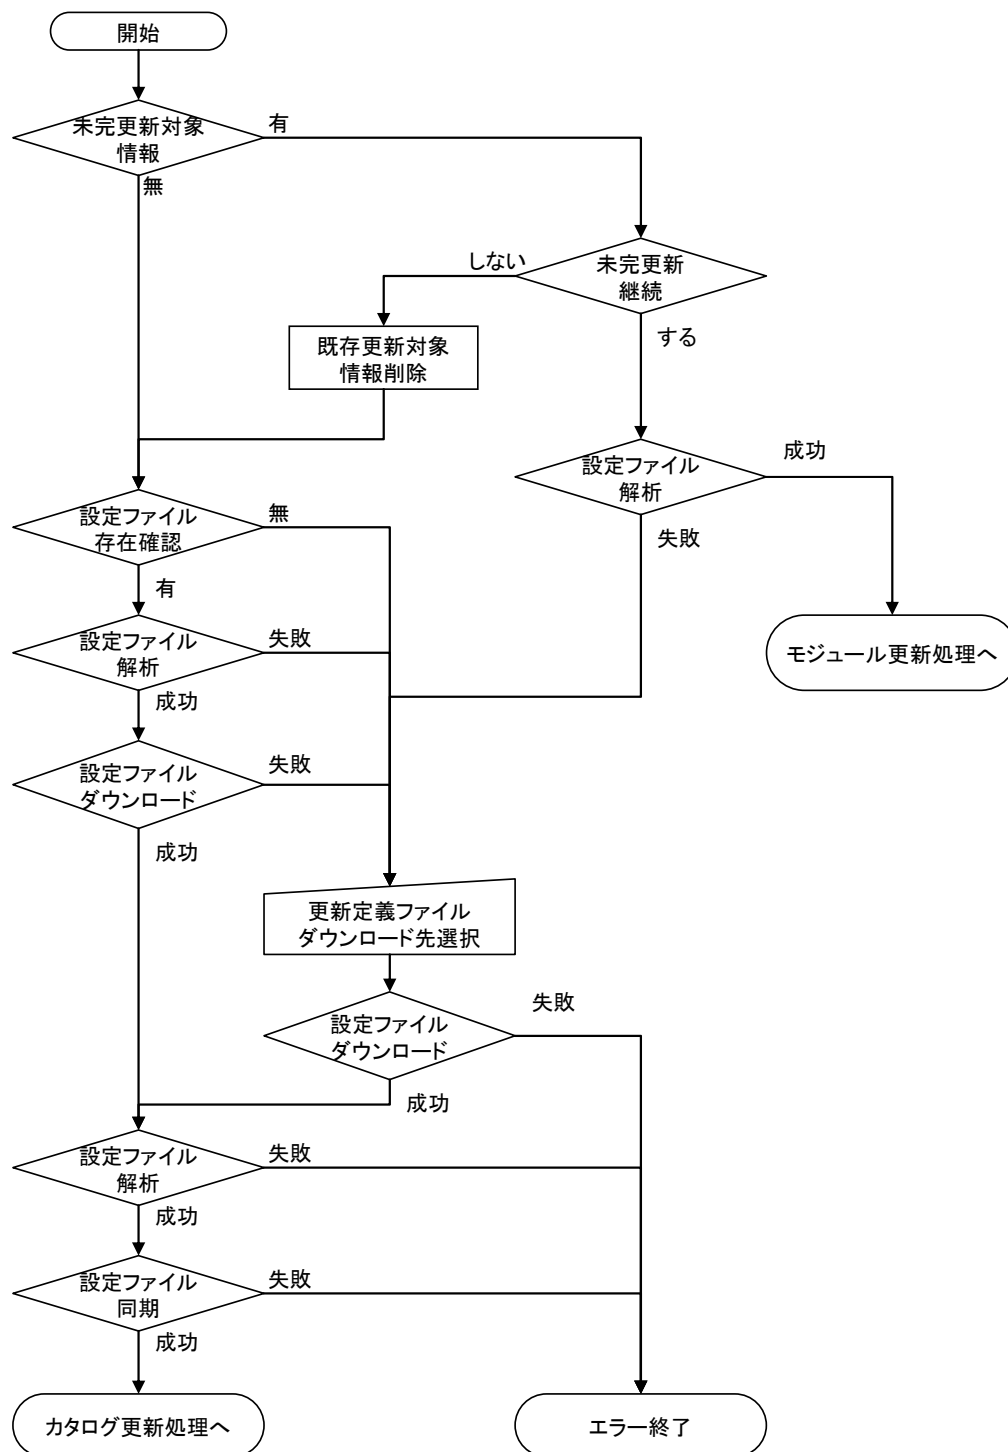 開始
未完更新対象
情報
有
無
しない
未完更新
継続
する
既存更新対象
情報削除
設定ファイル
解析
成功
失敗
モジュール更新処理へ
設定ファイル
存在確認
無
有
設定ファイル
解析
失敗
成功
設定ファイル
ダウンロード
失敗
成功
更新定義ファイル
ダウンロード先選択
設定ファイル
ダウンロード
失敗
成功
設定ファイル
解析
失敗
成功
設定ファイル
同期
失敗
成功
カタログ更新処理へ
エラー終了